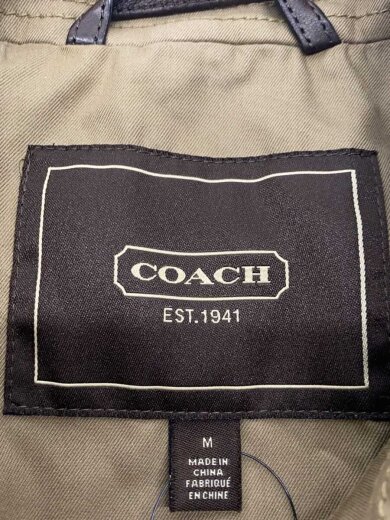 COACH
EST.1941
M
MADE IN
CHINA
FABRIQUÉ
EN CHINE